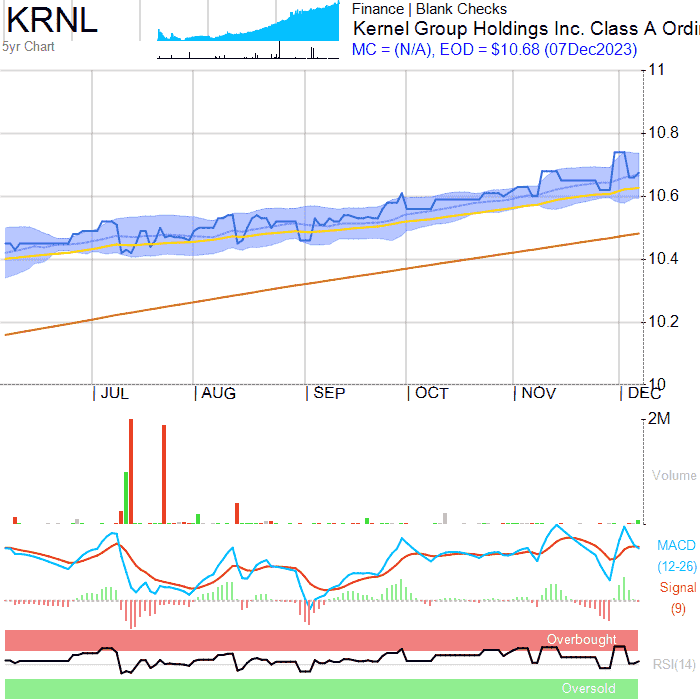 KRNL
5yr Chart
Finance | Blank Checks
Kernel Group Holdings Inc. Class A Ordi
MC = (N/A), EOD = $10.68 (07Dec2023)
11
10.8
10.6
10.4
10.2
10
JUL AUG SEP OCT NOV DEC
2M
Volume
MACD
(12-26)
Signal
(9)
Overbought
RSI(14)
Oversold